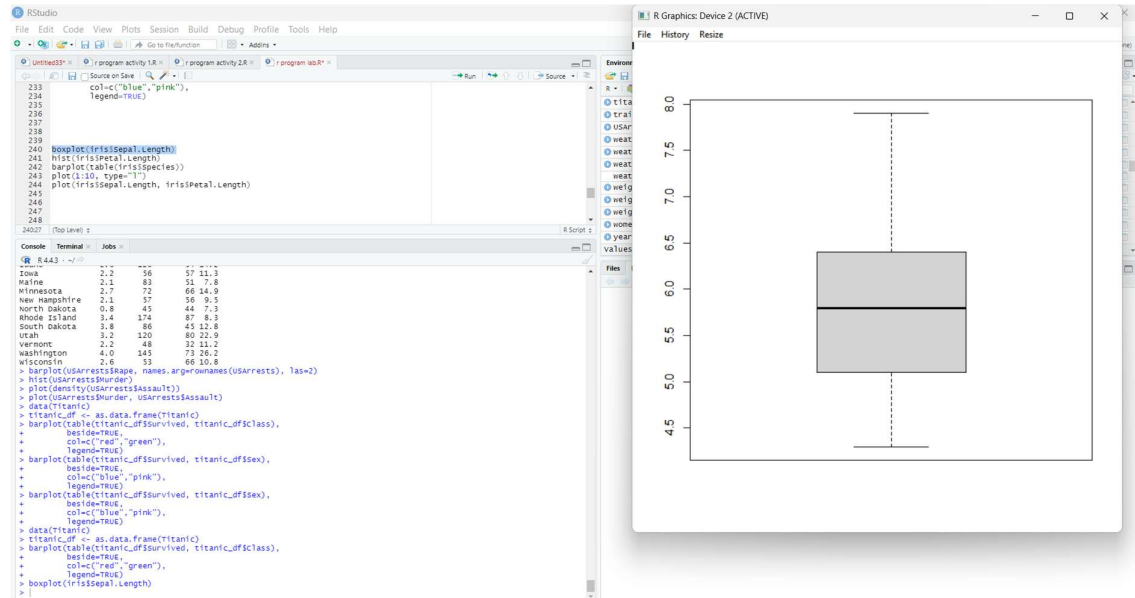 RStudio
File Edit Code View Plots Session Build Debug Profile Tools Help
Go to file/function Addins
Untitled33* r program activity 1.R r program activity 2.R r program lab.R*
Source on Save Run Source
233 col=c("blue","pink"),
234 legend=TRUE)
235
236
237
238
239
240 boxplot(iris$Sepal.Length)
241 hist(iris$Petal.Length)
242 barplot(table(iris$Species))
243 plot(1:10, type="l")
244 plot(iris$Sepal.Length, iris$Petal.Length)
245
246
247
248
240:27 (Top Level) R Script
Console Terminal Jobs
R 4.4.3 · ~/
Iowa 2.2 56 57 11.3
Maine 2.1 83 51 7.8
Minnesota 2.7 72 66 14.9
New Hampshire 2.1 57 56 9.5
North Dakota 0.8 45 44 7.3
Rhode Island 3.4 174 87 8.3
South Dakota 3.8 86 45 12.8
Utah 3.2 120 80 22.9
Vermont 2.2 48 32 11.2
Washington 4.0 145 73 26.2
Wisconsin 2.6 53 66 10.8
> barplot(USArrests$Rape, names.arg=rownames(USArrests), las=2)
> hist(USArrests$Murder)
> plot(density(USArrests$Assault))
> plot(USArrests$Murder, USArrests$Assault)
> data(Titanic)
> titanic_df <- as.data.frame(Titanic)
> barplot(table(titanic_df$Survived, titanic_df$Class),
+ beside=TRUE,
+ col=c("red","green"),
+ legend=TRUE)
> barplot(table(titanic_df$Survived, titanic_df$Sex),
+ beside=TRUE,
+ col=c("blue","pink"),
+ legend=TRUE)
> barplot(table(titanic_df$Survived, titanic_df$Sex),
+ beside=TRUE,
+ col=c("blue","pink"),
+ legend=TRUE)
> data(Titanic)
> titanic_df <- as.data.frame(Titanic)
> barplot(table(titanic_df$Survived, titanic_df$Class),
+ beside=TRUE,
+ col=c("red","green"),
+ legend=TRUE)
> boxplot(iris$Sepal.Length)
>
Environ
R
tita
trai
USAr
weat
weat
weat
weat
weig
weig
weig
wome
year
Values
Files
R Graphics: Device 2 (ACTIVE)
File History Resize
8.0
7.5
7.0
6.5
6.0
5.5
5.0
4.5